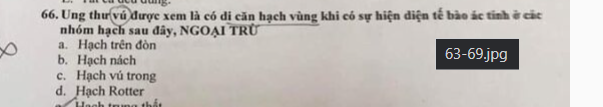 66. Ung thư vú được xem là có di căn hạch vùng khi có sự hiện diện tế bào ác tính ở các
nhóm hạch sau đây, NGOẠI TRỪ
63-69.jpg
a. Hạch trên đòn
b. Hạch nách
c. Hạch vú trong
d. Hạch Rotter